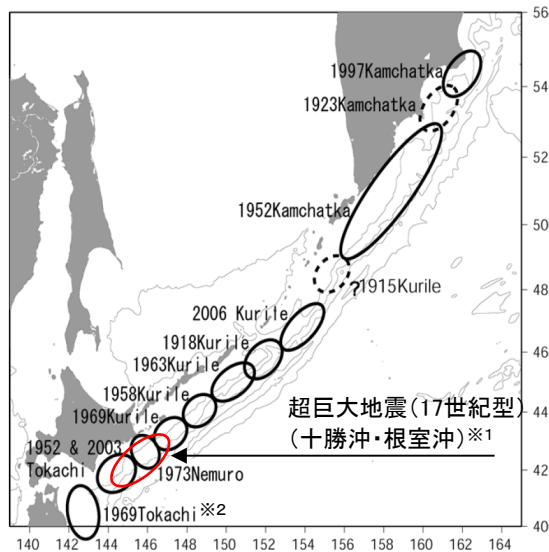 56
1997Kamchatka
54
1923Kamchatka
52
1952Kamchatka
50
?1915Kurile
48
2006 Kurile
1918Kurile
46
1963Kurile
1958Kurile
超巨大地震(17世紀型)
44
1969Kurile
(十勝沖・根室沖)※1
1952 & 2003
Tokachi
1973Nemuro
42
1969Tokachi※2
40
140 142 144 146 148 150 152 154 156 158 160 162 164 165